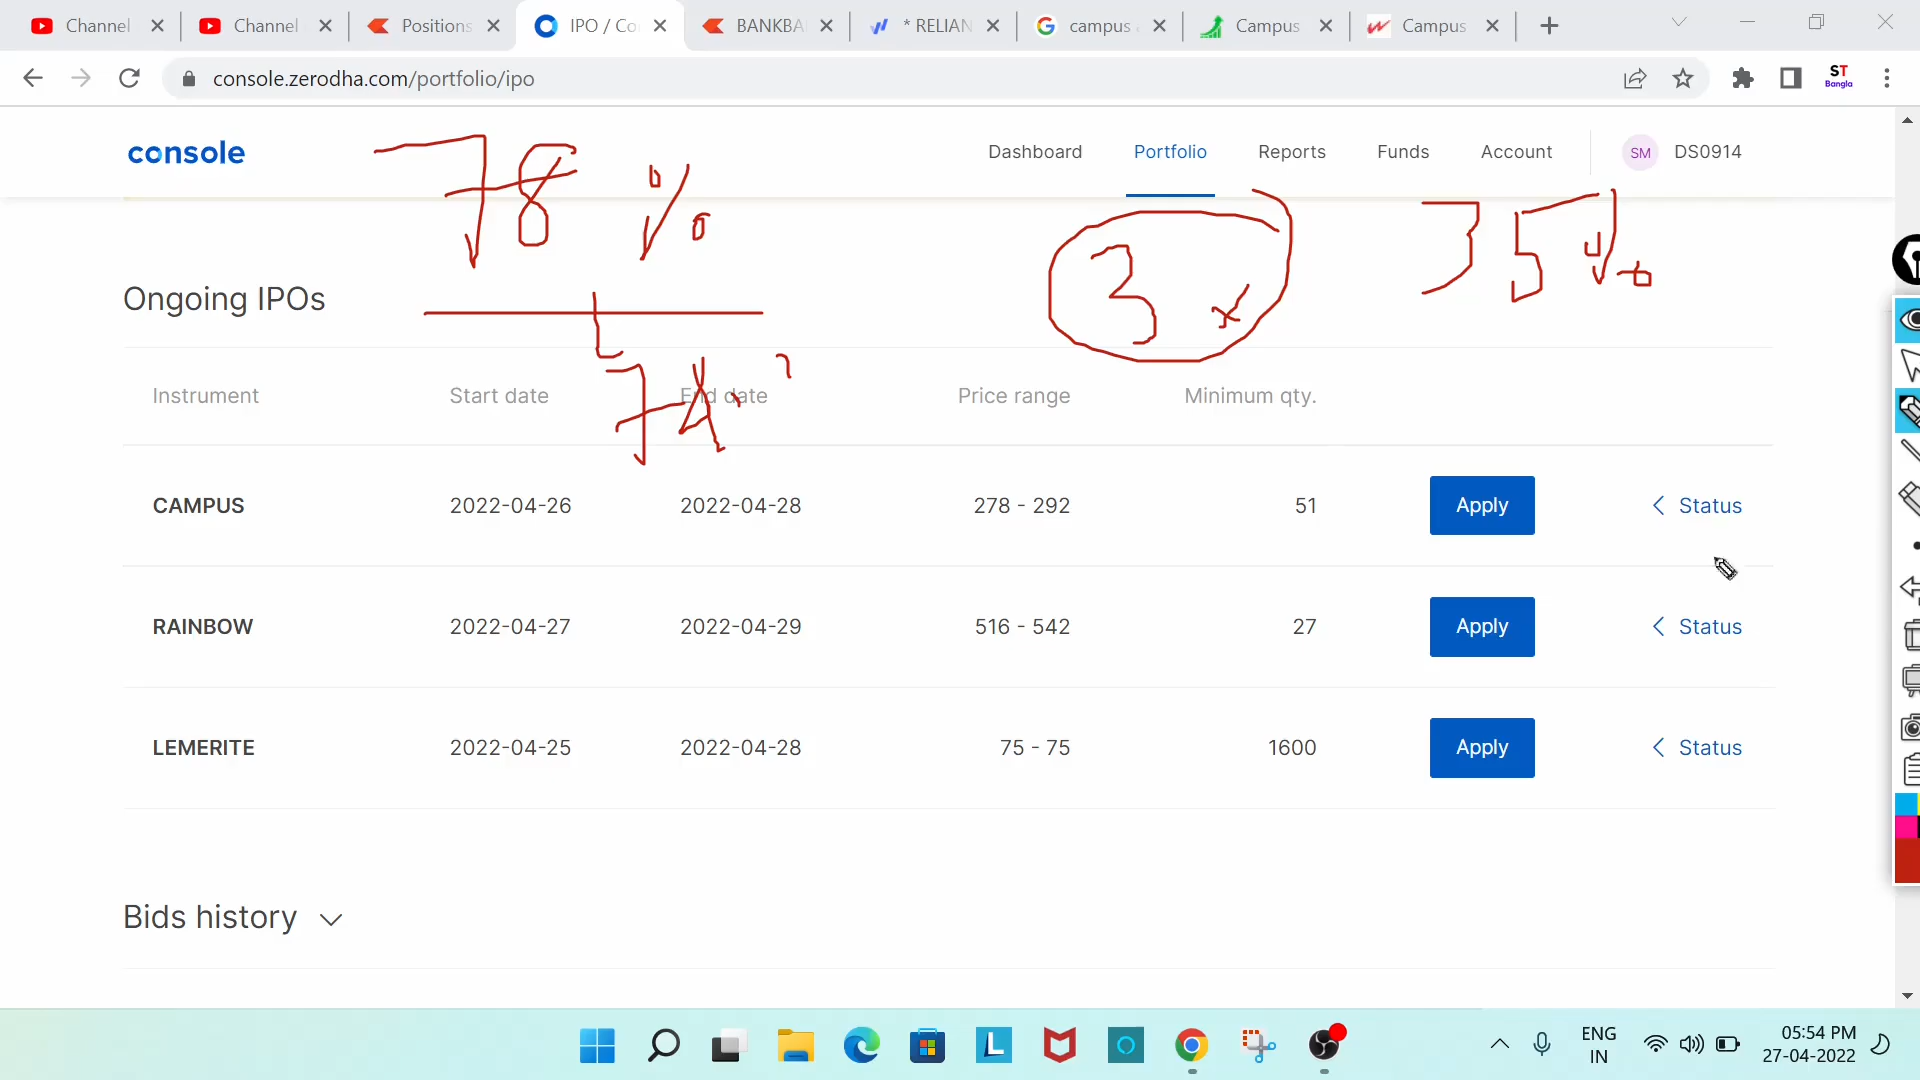 Channel Channel Positions IPO / Co BANKBA * RELIAN campus Campus Campus
console.zerodha.com/portfolio/ipo ST Bangla
console Dashboard Portfolio Reports Funds Account SM DS0914
78 %
3 x 35 %
Ongoing IPOs
Instrument Start date End date Price range Minimum qty.
CAMPUS 2022-04-26 2022-04-28 278 - 292 51 Apply Status
RAINBOW 2022-04-27 2022-04-29 516 - 542 27 Apply Status
LEMERITE 2022-04-25 2022-04-28 75 - 75 1600 Apply Status
Bids history
L ENG IN 05:54 PM
27-04-2022